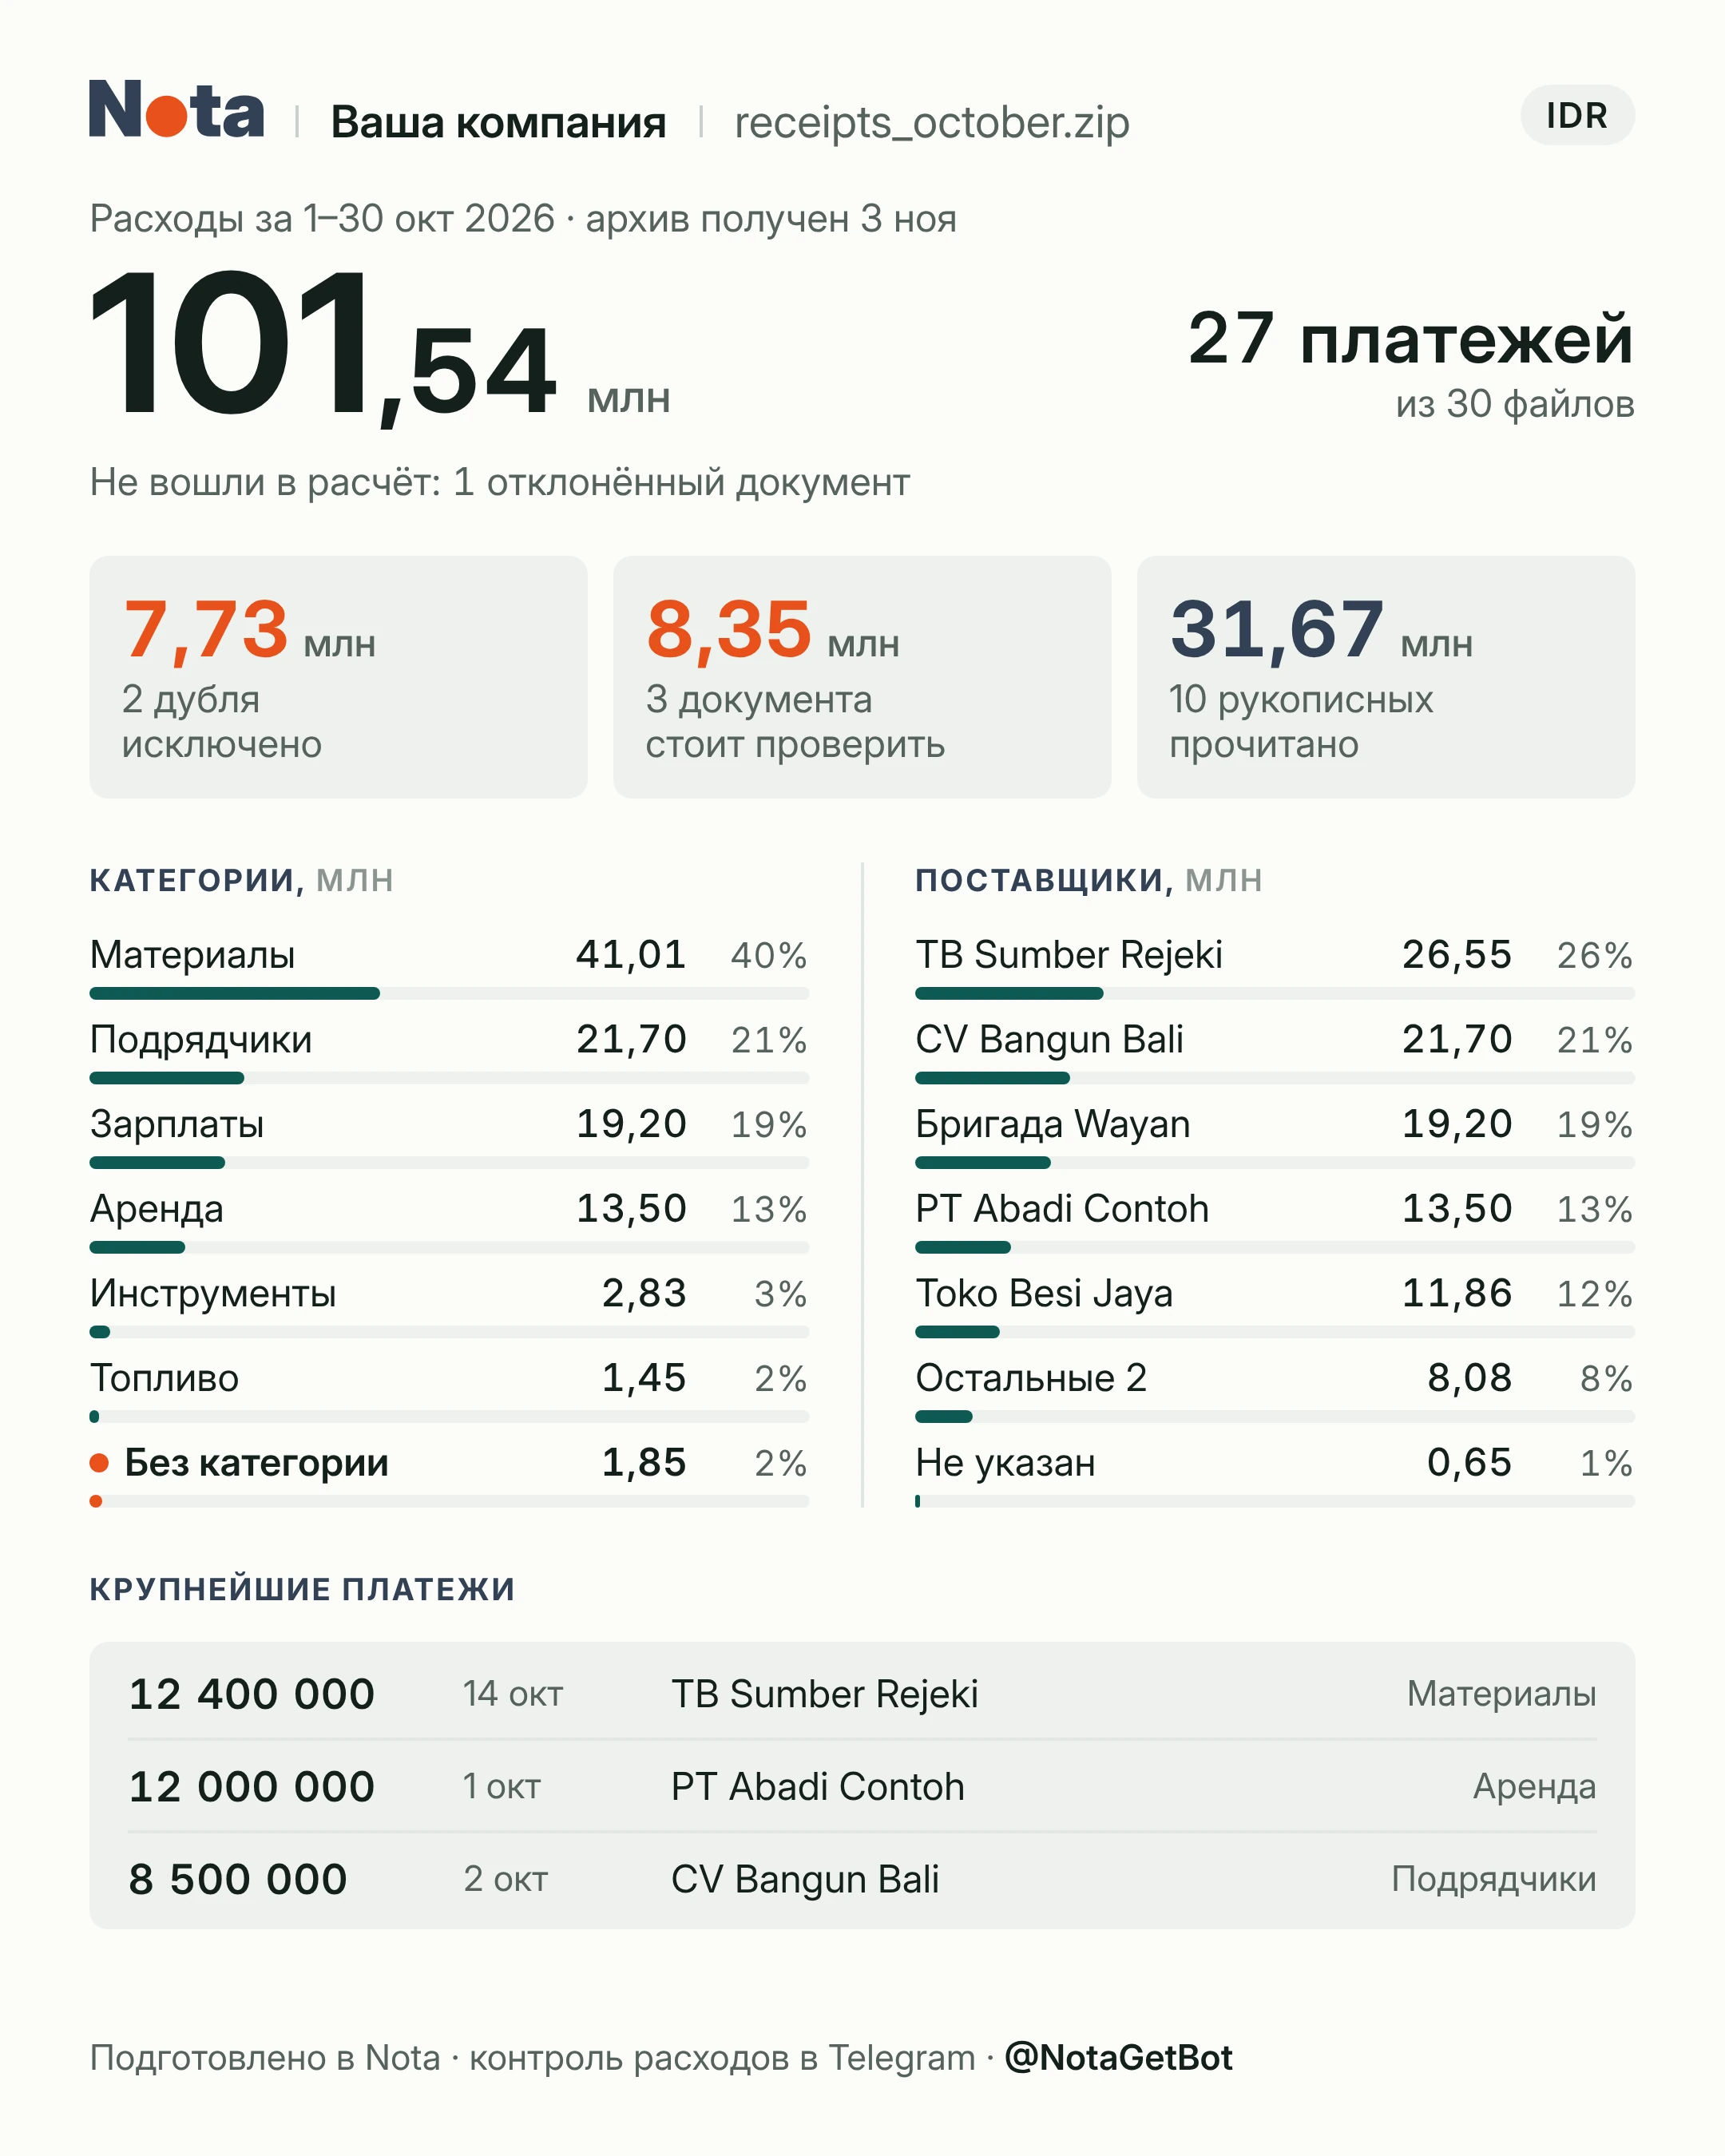 Nota | Ваша компания | receipts_october.zip
IDR
Расходы за 1–30 окт 2026 · архив получен 3 ноя
101,54 млн
27 платежей
из 30 файлов
Не вошли в расчёт: 1 отклонённый документ
7,73 млн
2 дубля
исключено
8,35 млн
3 документа
стоит проверить
31,67 млн
10 рукописных
прочитано
КАТЕГОРИИ, МЛН
Материалы 41,01 40%
Подрядчики 21,70 21%
Зарплаты 19,20 19%
Аренда 13,50 13%
Инструменты 2,83 3%
Топливо 1,45 2%
Без категории 1,85 2%
ПОСТАВЩИКИ, МЛН
TB Sumber Rejeki 26,55 26%
CV Bangun Bali 21,70 21%
Бригада Wayan 19,20 19%
PT Abadi Contoh 13,50 13%
Toko Besi Jaya 11,86 12%
Остальные 2 8,08 8%
Не указан 0,65 1%
КРУПНЕЙШИЕ ПЛАТЕЖИ
12 400 000 14 окт TB Sumber Rejeki Материалы
12 000 000 1 окт PT Abadi Contoh Аренда
8 500 000 2 окт CV Bangun Bali Подрядчики
Подготовлено в Nota · контроль расходов в Telegram · @NotaGetBot